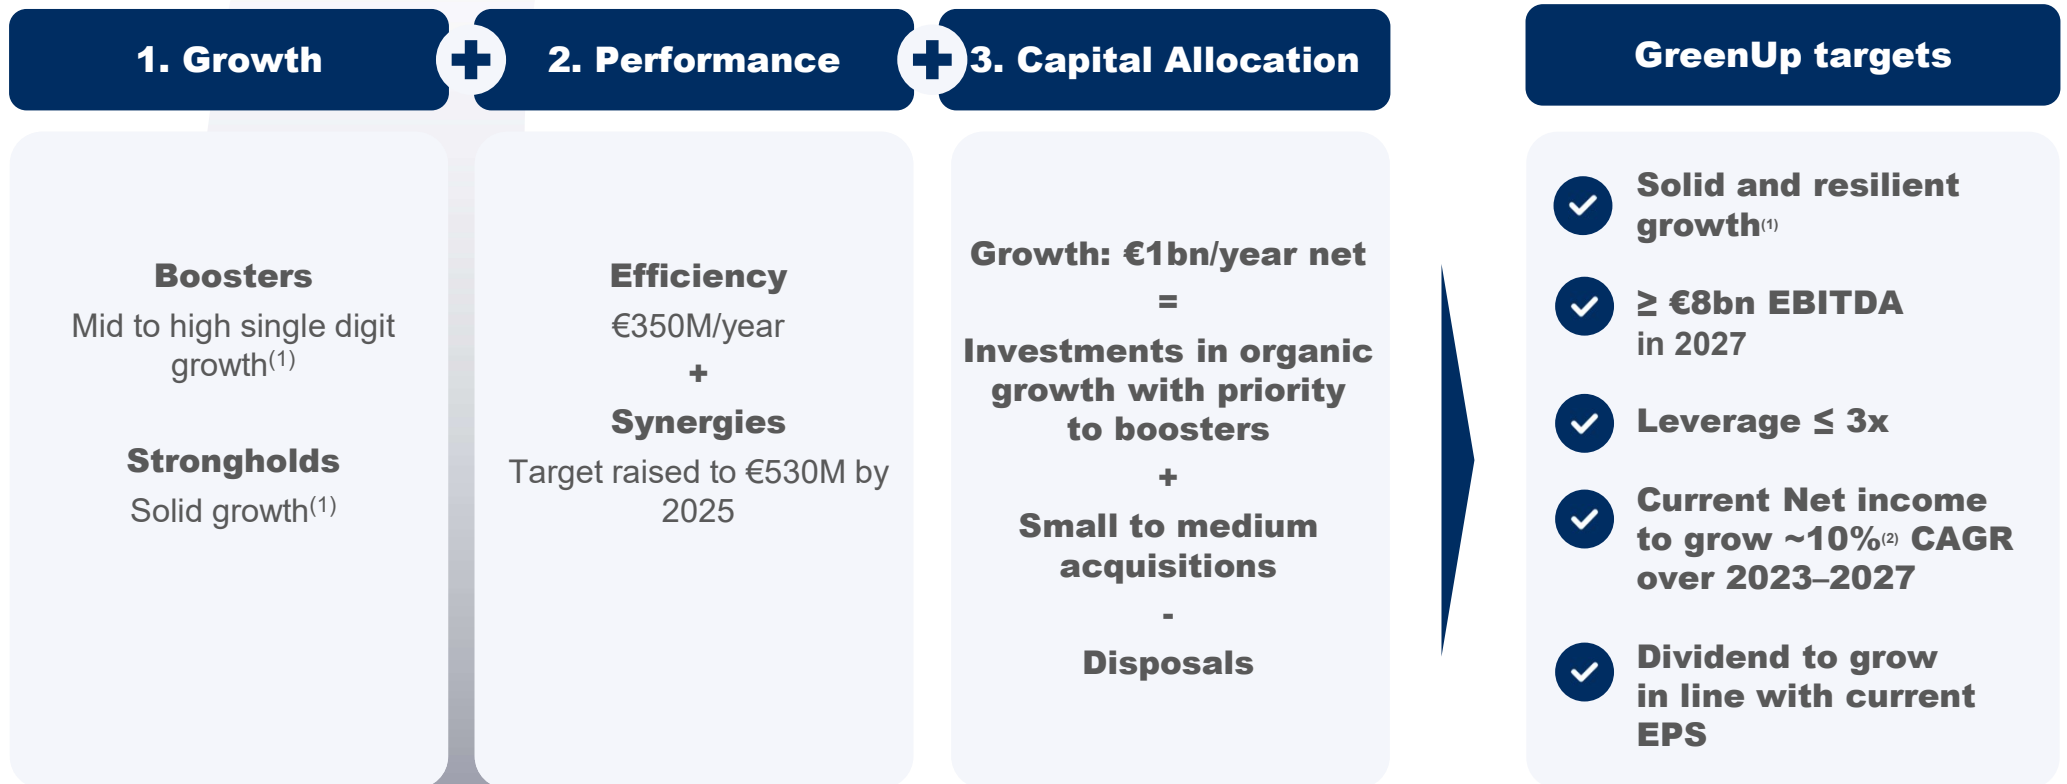 1. Growth
Boosters
Mid to high single digit
growth(1)
Strongholds
Solid growth(1)
+
2. Performance
Efficiency
€350M/year
+
Synergies
Target raised to €530M by
2025
+
3. Capital Allocation
Growth: €1bn/year net
=
Investments in organic
growth with priority
to boosters
+
Small to medium
acquisitions
-
Disposals
GreenUp targets
Solid and resilient
growth(1)
≥ €8bn EBITDA
in 2027
Leverage ≤ 3x
Current Net income
to grow ~10%(2) CAGR
over 2023–2027
Dividend to grow
in line with current
EPS